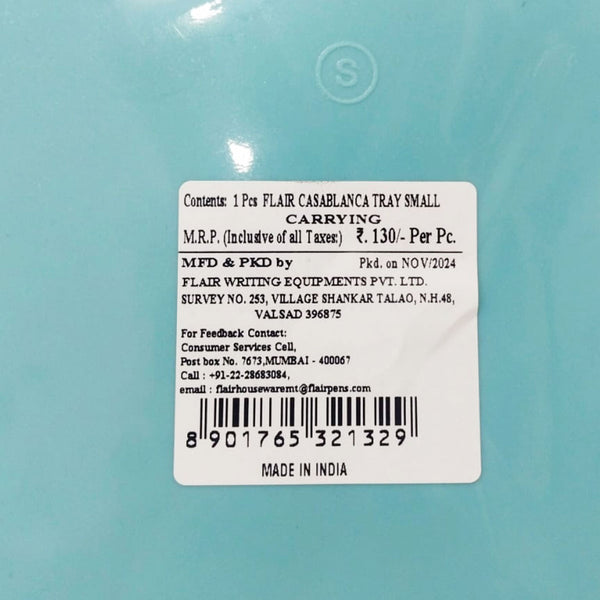 S
Contents: 1 Pcs FLAIR CASABLANCA TRAY SMALL
CARRYING
M.R.P. (Inclusive of all Taxes:) ₹. 130/- Per Pc.
MFD & PKD by Pkd. on NOV/2024
FLAIR WRITING EQUIPMENTS PVT. LTD.
SURVEY NO. 253, VILLAGE SHANKAR TALAO, N.H.48,
VALSAD 396875
For Feedback Contact:
Consumer Services Cell,
Post box No. 7673,MUMBAI - 400067
Call : +91-22-28683084,
email : flairhousewaremt@flairpens.com
8901765321329
MADE IN INDIA